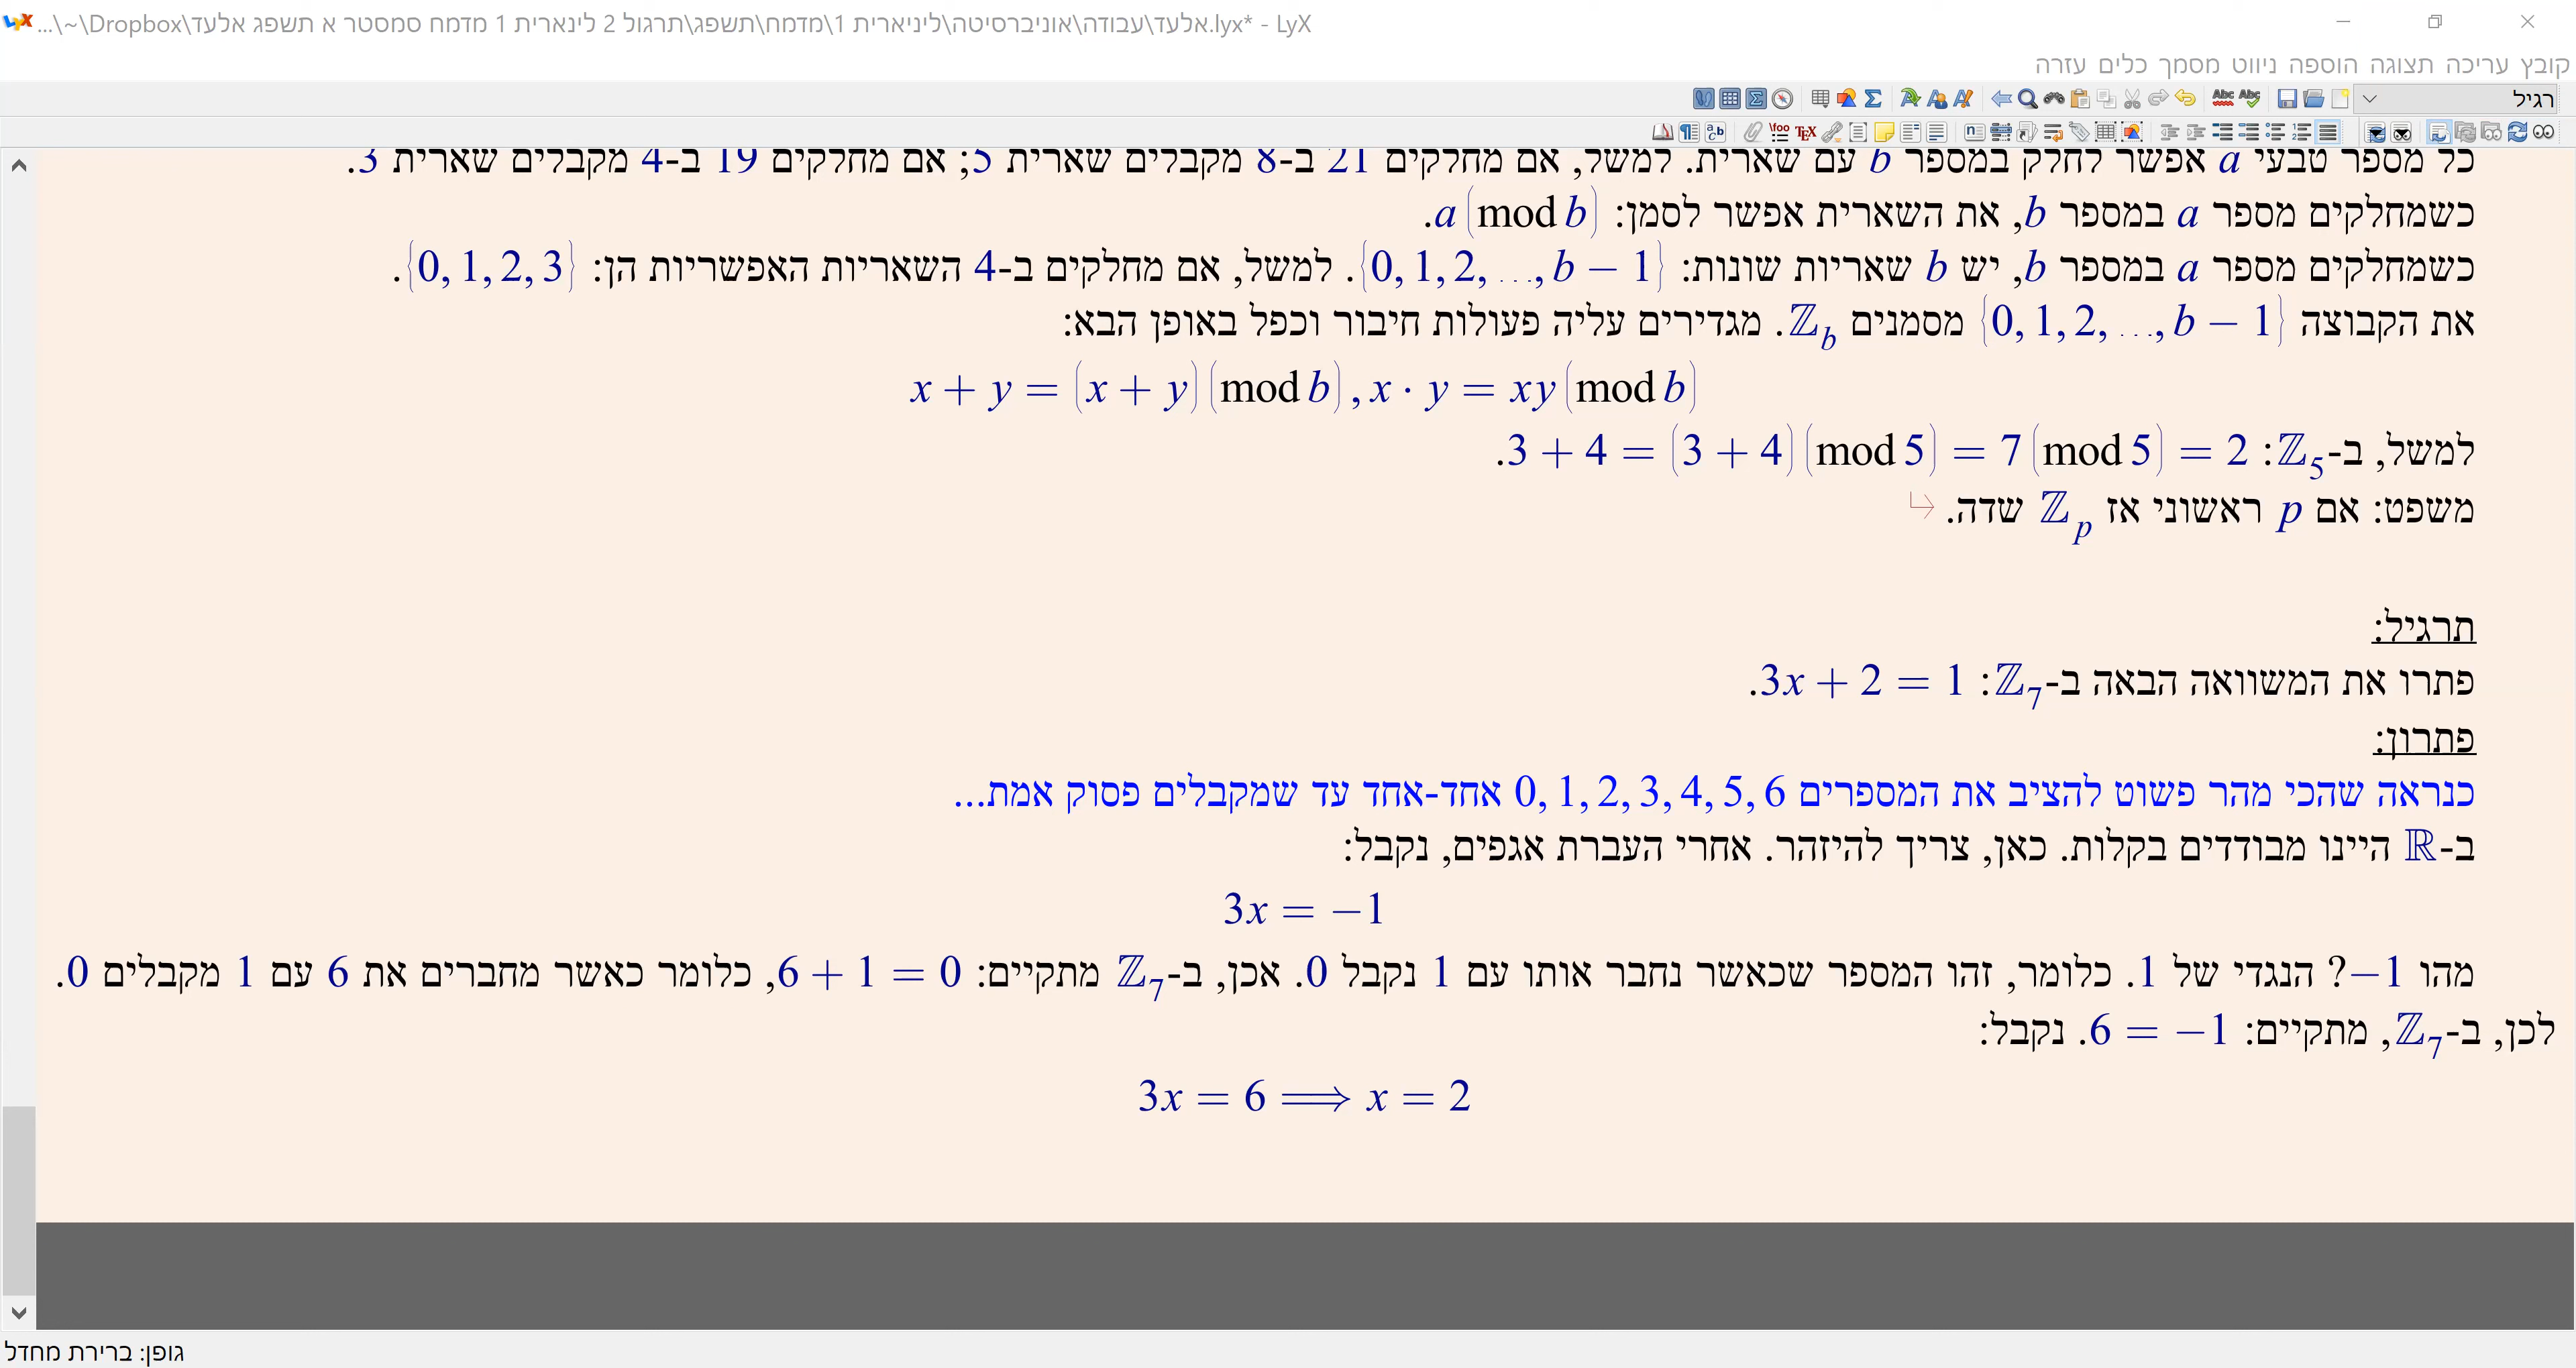 ...\~\Dropbox\אלעד\עבודה\אוניברסיטה\ליניארית 1\מדמח\תשפג\תרגול 2 לינארית 1 מדמח סמסטר א תשפג אלעד.lyx* - LyX
קובץ עריכה תצוגה הוספה ניווט מסמך כלים עזרה
רגיל
כל מספר טבעי a אפשר לחלק במספר b עם שארית. למשל, אם מחלקים 21 ב-8 מקבלים שארית 5; אם מחלקים 19 ב-4 מקבלים שארית 3.
כשמחלקים מספר a במספר b, את השארית אפשר לסמן: a (mod b).
כשמחלקים מספר a במספר b, יש b שאריות שונות: {0, 1, 2, ..., b − 1}. למשל, אם מחלקים ב-4 השאריות האפשריות הן: {0, 1, 2, 3}.
את הקבוצה {0, 1, 2, ..., b − 1} מסמנים ℤ_b. מגדירים עליה פעולות חיבור וכפל באופן הבא:
x + y = (x + y) (mod b), x · y = xy (mod b)
למשל, ב-ℤ_5: 3 + 4 = (3 + 4) (mod 5) = 7 (mod 5) = 2.
משפט: אם p ראשוני אז ℤ_p שדה.
תרגיל:
פתרו את המשוואה הבאה ב-ℤ_7: 3x + 2 = 1.
פתרון:
כנראה שהכי מהר פשוט להציב את המספרים 0, 1, 2, 3, 4, 5, 6 אחד-אחד עד שמקבלים פסוק אמת...
ב-ℝ היינו מבודדים בקלות. כאן, צריך להיזהר. אחרי העברת אגפים, נקבל:
3x = −1
מהו −1? הנגדי של 1. כלומר, זהו המספר שכאשר נחבר אותו עם 1 נקבל 0. אכן, ב-ℤ_7 מתקיים: 6 + 1 = 0, כלומר כאשר מחברים את 6 עם 1 מקבלים 0.
לכן, ב-ℤ_7, מתקיים: 6 = −1. נקבל:
3x = 6 ⟹ x = 2
גופן: ברירת מחדל